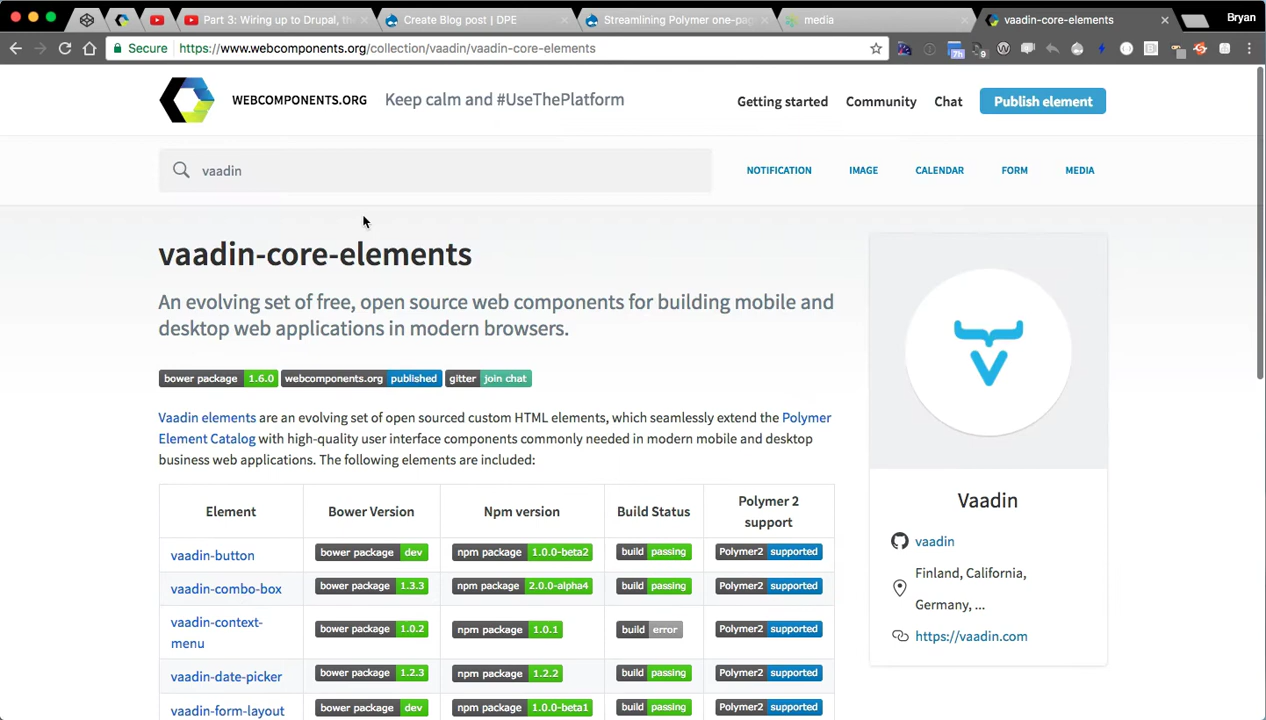 Part 3: Wiring up to Drupal, the
Create Blog post | DPE
Streamlining Polymer one-pag
media
vaadin-core-elements
Bryan
Secure
https://www.webcomponents.org/collection/vaadin/vaadin-core-elements
7h
9
WEBCOMPONENTS.ORG
Keep calm and #UseThePlatform
Getting started
Community
Chat
Publish element
vaadin
NOTIFICATION
IMAGE
CALENDAR
FORM
MEDIA
vaadin-core-elements
An evolving set of free, open source web components for building mobile and
desktop web applications in modern browsers.
bower package 1.6.0 webcomponents.org published gitter join chat
Vaadin elements are an evolving set of open sourced custom HTML elements, which seamlessly extend the Polymer
Element Catalog with high-quality user interface components commonly needed in modern mobile and desktop
business web applications. The following elements are included:
Element Bower Version Npm version Build Status Polymer 2
support
vaadin-button bower package dev npm package 1.0.0-beta2 build passing Polymer2 supported
vaadin-combo-box bower package 1.3.3 npm package 2.0.0-alpha4 build passing Polymer2 supported
vaadin-context-
menu bower package 1.0.2 npm package 1.0.1 build error Polymer2 supported
vaadin-date-picker bower package 1.2.3 npm package 1.2.2 build passing Polymer2 supported
vaadin-form-layout bower package dev npm package 1.0.0-beta1 build passing Polymer2 supported
Vaadin
vaadin
Finland, California,
Germany, ...
https://vaadin.com